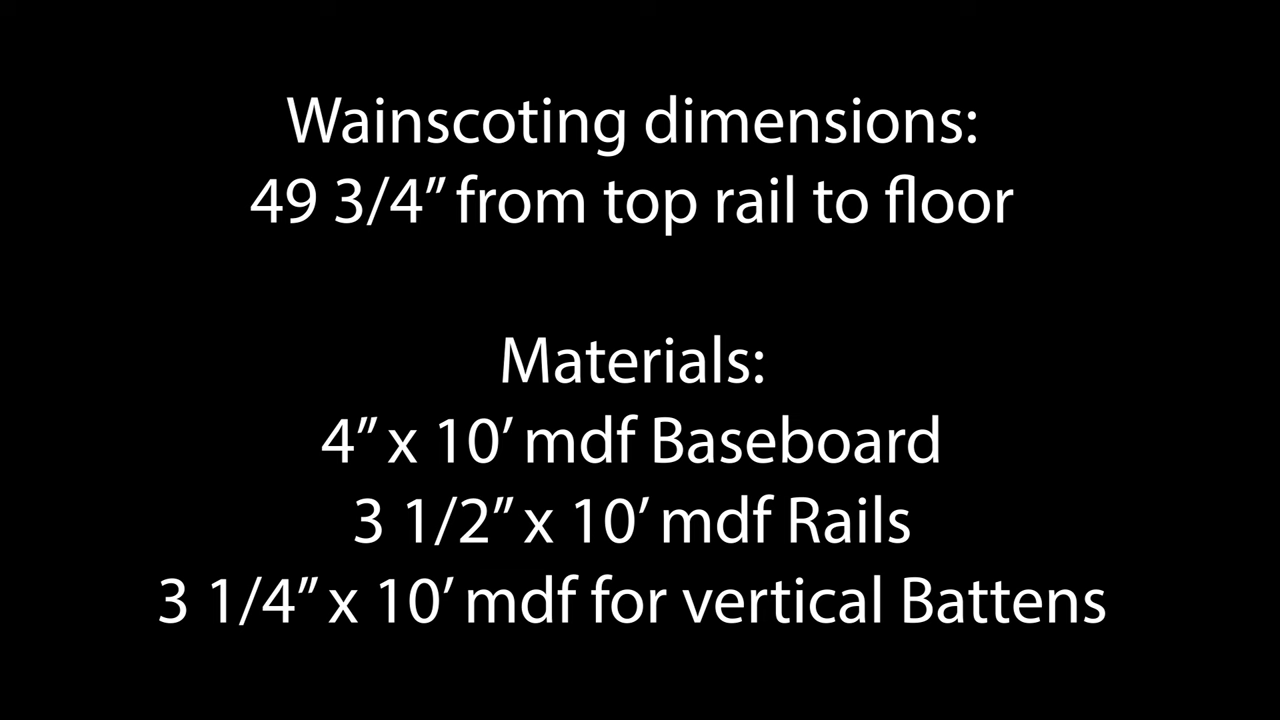 Wainscoting dimensions:
49 3/4” from top rail to floor
Materials:
4” x 10’ mdf Baseboard
3 1/2” x 10’ mdf Rails
3 1/4” x 10’ mdf for vertical Battens